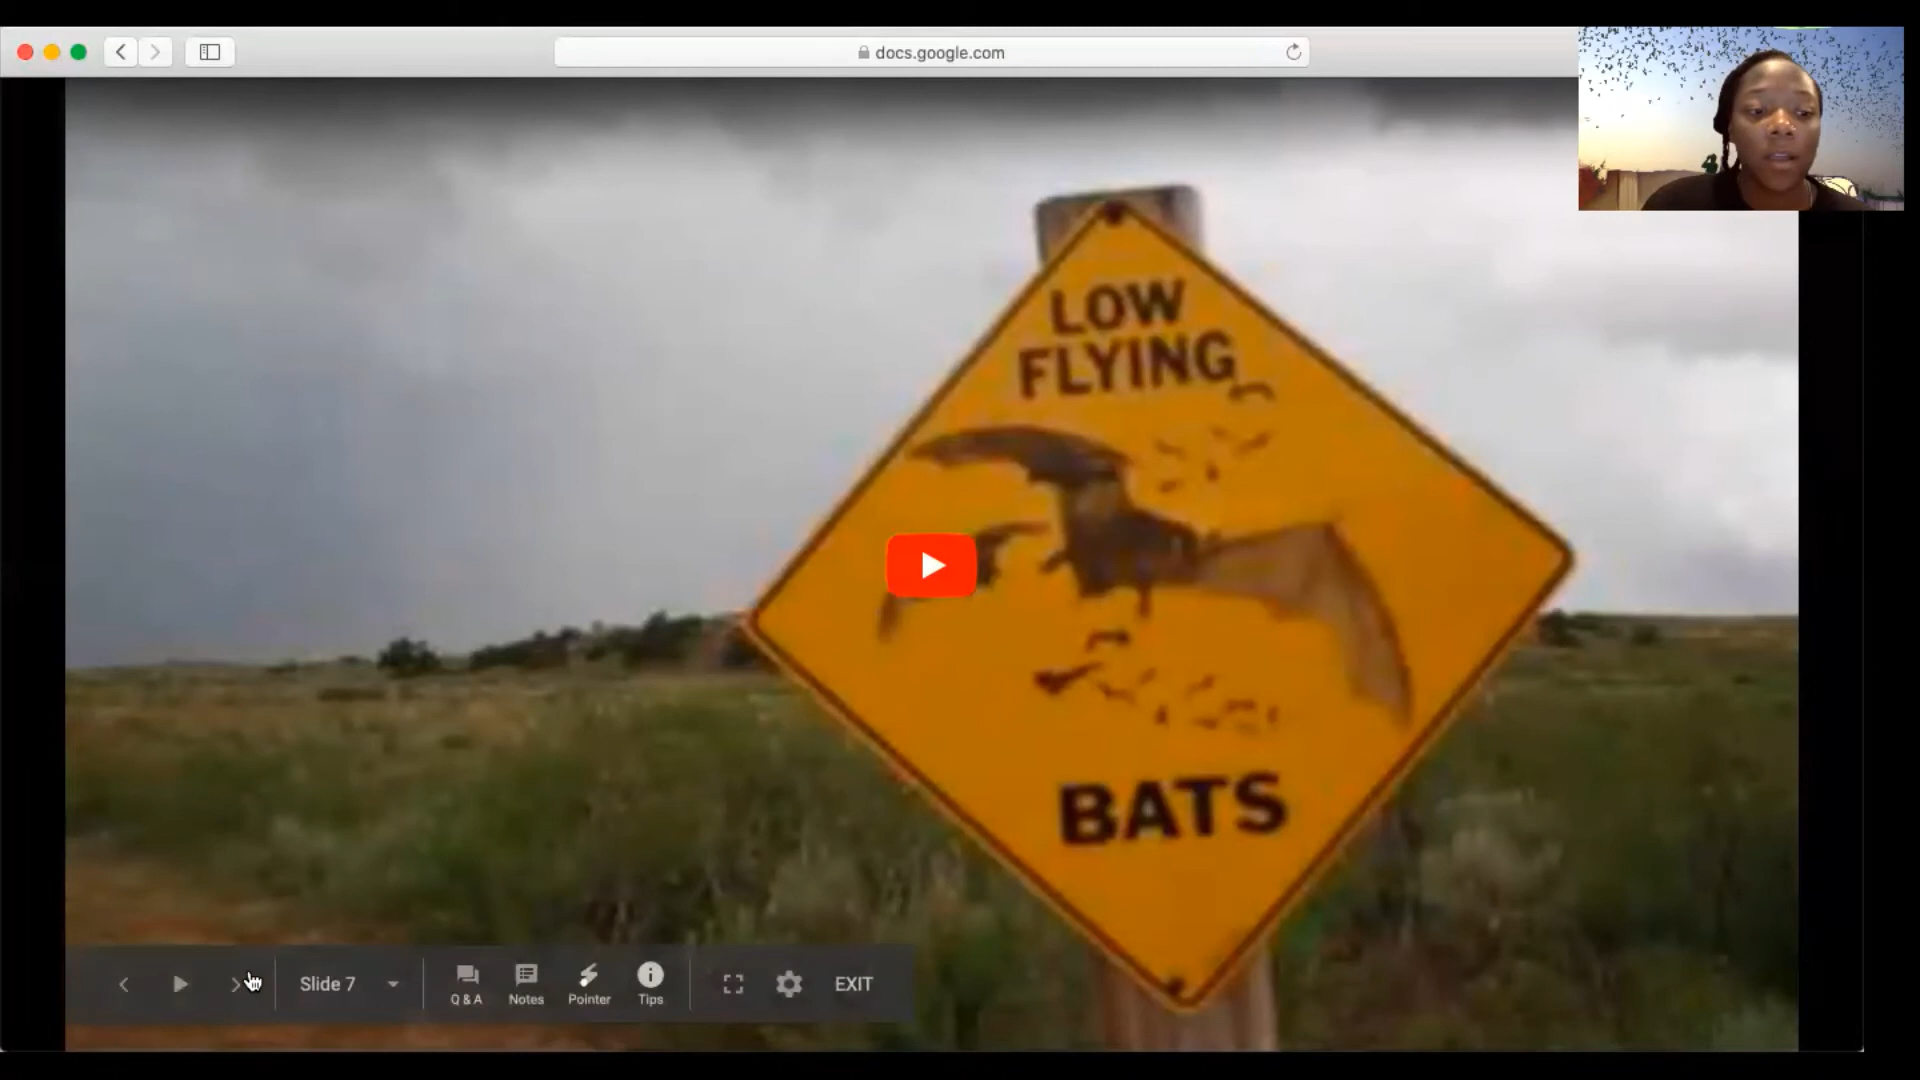 docs.google.com
LOW
FLYING
BATS
Slide 7
Q & A
Notes
Pointer
Tips
EXIT